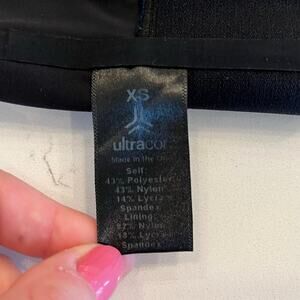 XS
ultracor
Made in the
Self:
43% Polyester
43% Nylon
14% Lycra
Spandex
Lining:
82% Nylon
18% Lycra
Spandex